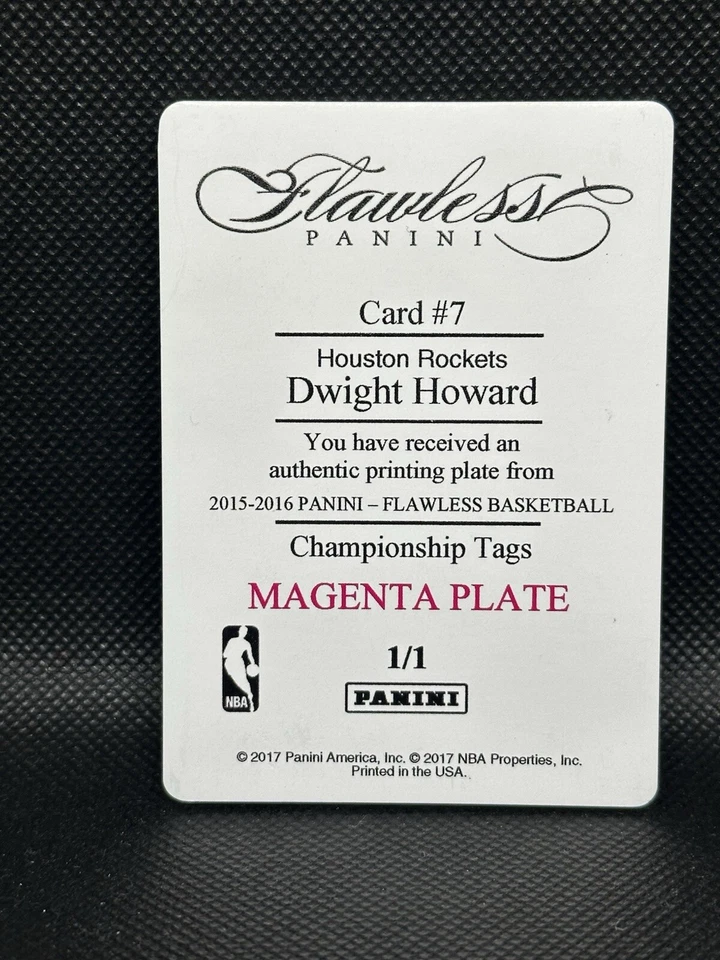 Flawless
PANINI
Card #7
Houston Rockets
Dwight Howard
You have received an
authentic printing plate from
2015-2016 PANINI – FLAWLESS BASKETBALL
Championship Tags
MAGENTA PLATE
1/1
NBA
PANINI
© 2017 Panini America, Inc. © 2017 NBA Properties, Inc.
Printed in the USA.